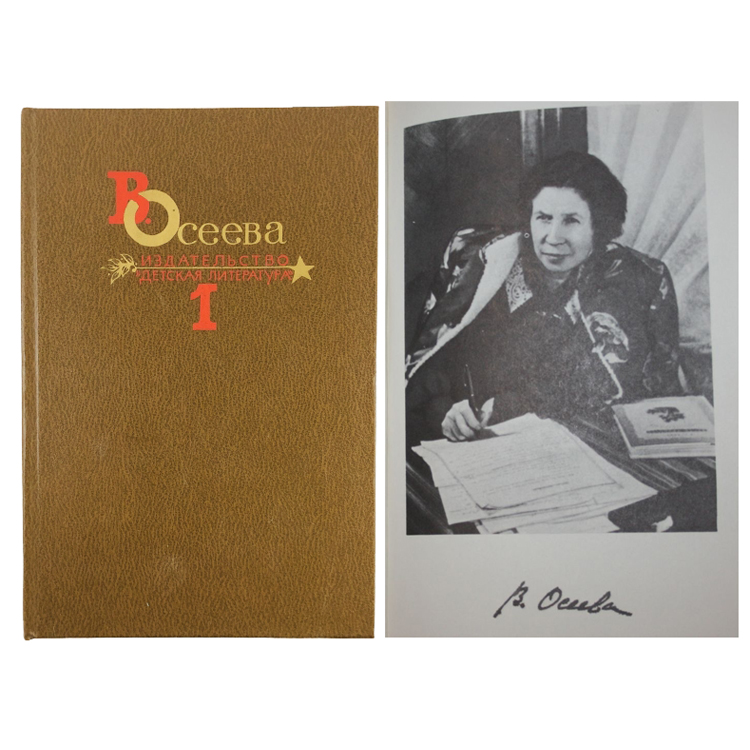 В. Осеева
ИЗДАТЕЛЬСТВО
"ДЕТСКАЯ ЛИТЕРАТУРА"
1
В. Осеева